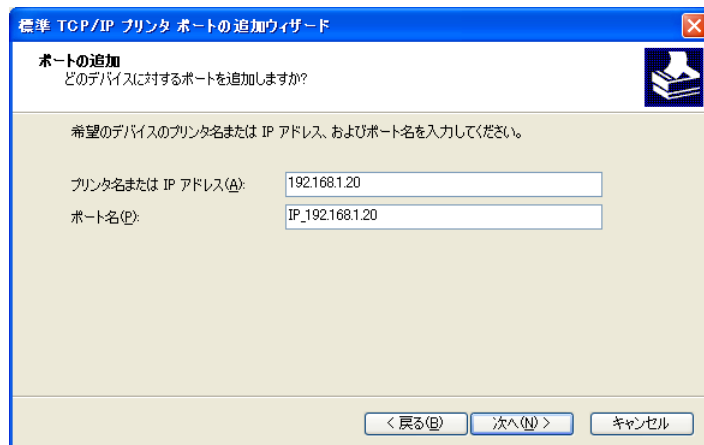 標準 TCP/IP プリンタ ポートの追加ウィザード
ポートの追加
どのデバイスに対するポートを追加しますか?
希望のデバイスのプリンタ名または IP アドレス、およびポート名を入力してください。
プリンタ名または IP アドレス(A):
192.168.1.20
ポート名(P):
IP_192.168.1.20
< 戻る(B)
次へ(N) >
キャンセル